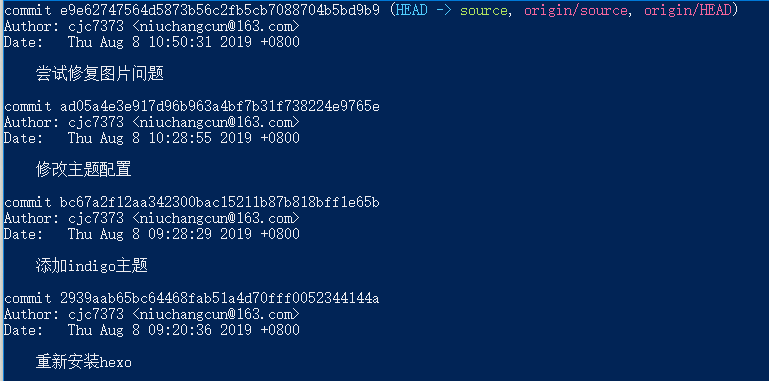 commit e9e62747564d5873b56c2fb5cb7088704b5bd9b9 (HEAD -> source, origin/source, origin/HEAD)
Author: cjc7373 <niuchangcun@163.com>
Date:   Thu Aug 8 10:50:31 2019 +0800
尝试修复图片问题
commit ad05a4e3e917d96b963a4bf7b31f738224e9765e
Author: cjc7373 <niuchangcun@163.com>
Date:   Thu Aug 8 10:28:55 2019 +0800
修改主题配置
commit bc67a2f12aa342300bac15211b87b818bff1e65b
Author: cjc7373 <niuchangcun@163.com>
Date:   Thu Aug 8 09:28:29 2019 +0800
添加indigo主题
commit 2939aab65bc64468fab51a4d70fff0052344144a
Author: cjc7373 <niuchangcun@163.com>
Date:   Thu Aug 8 09:20:36 2019 +0800
重新安装hexo